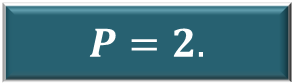 P = 2.